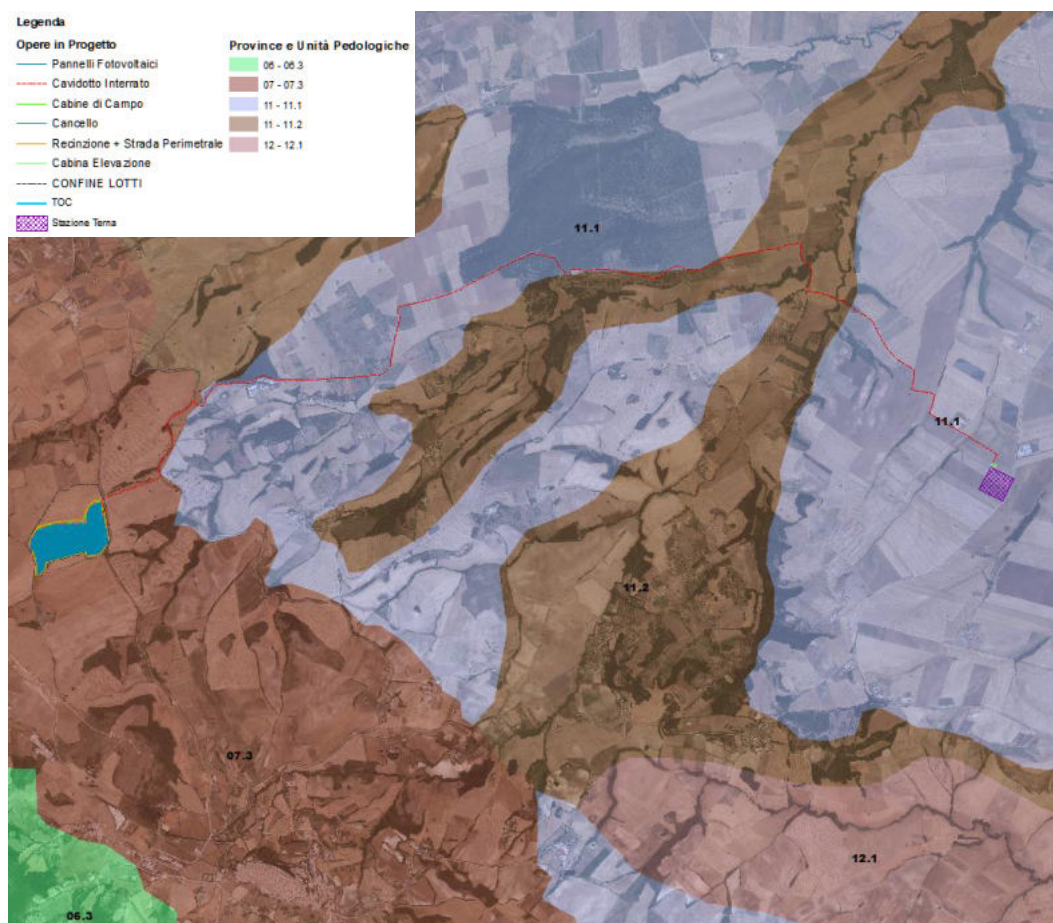 Legenda
Opere in Progetto
Pannelli Fotovoltaici
Cavidotto Interrato
Cabine di Campo
Cancello
Recinzione + Strada Perimetrale
Cabina Elevazione
CONFINE LOTTI
TOC
Stazione Terna
Province e Unità Pedologiche
06 - 06.3
07 - 07.3
11 - 11.1
11 - 11.2
12 - 12.1
11.1
11.1
11.2
07.3
12.1
06.3